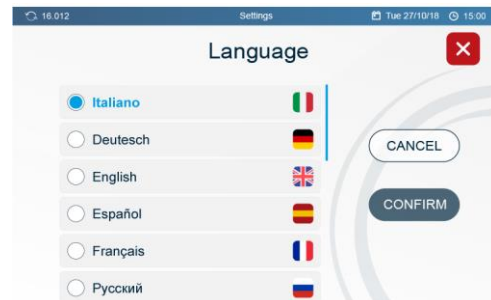 16.012 Settings Tue 27/10/18 15:00
Language
Italiano
Deutesch
English
Español
Français
Русский
CANCEL
CONFIRM